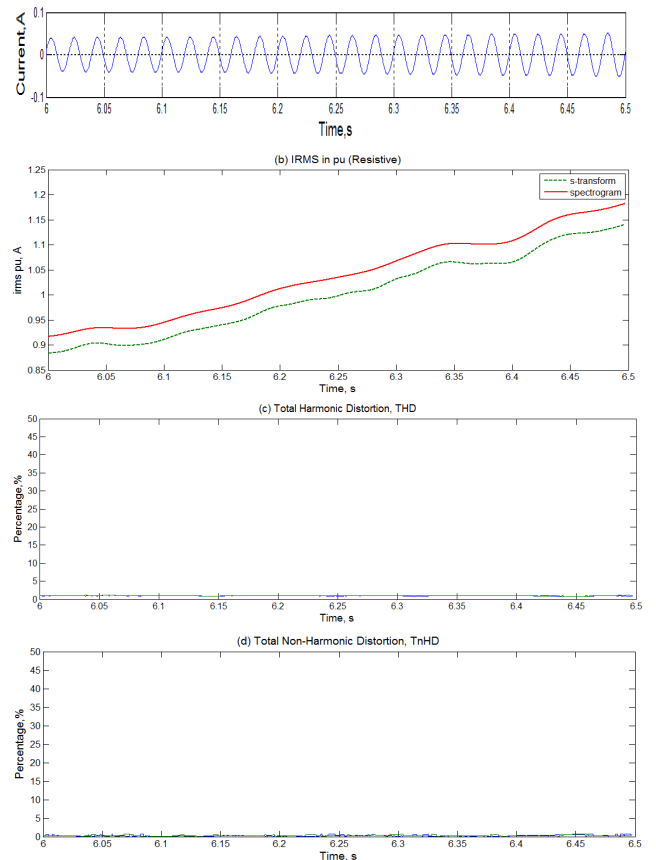 Current,A
0.1
0
-0.1
6 6.05 6.1 6.15 6.2 6.25 6.3 6.35 6.4 6.45 6.5
Time,s
(b) IRMS in pu (Resistive)
irms pu, A
1.25
1.2
1.15
1.1
1.05
1
0.95
0.9
0.85
s-transform
spectrogram
6 6.05 6.1 6.15 6.2 6.25 6.3 6.35 6.4 6.45 6.5
Time, s
(c) Total Harmonic Distortion, THD
Percentage,%
50
45
40
35
30
25
20
15
10
5
0
6 6.05 6.1 6.15 6.2 6.25 6.3 6.35 6.4 6.45 6.5
Time, s
(d) Total Non-Harmonic Distortion, TnHD
Percentage,%
50
45
40
35
30
25
20
15
10
5
0
6 6.05 6.1 6.15 6.2 6.25 6.3 6.35 6.4 6.45 6.5
Time, s